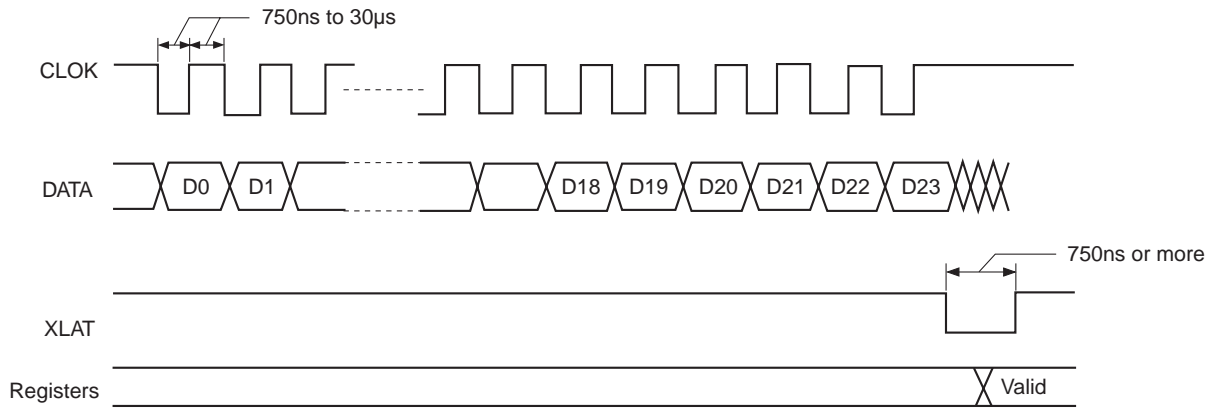 750ns to 30µs
CLOK
DATA
D0 D1 D18 D19 D20 D21 D22 D23
750ns or more
XLAT
Registers
Valid